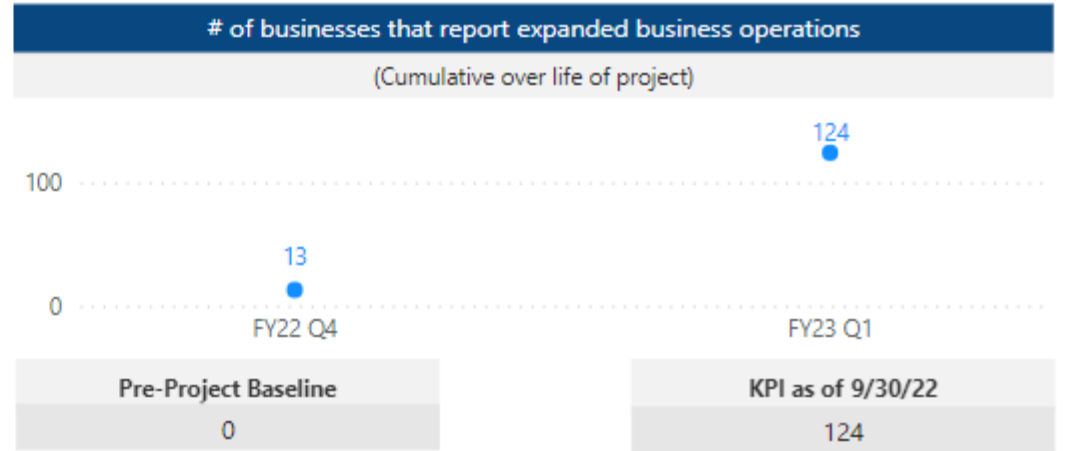 # of businesses that report expanded business operations
(Cumulative over life of project)
124
100
13
0
FY22 Q4 FY23 Q1
Pre-Project Baseline KPI as of 9/30/22
0 124